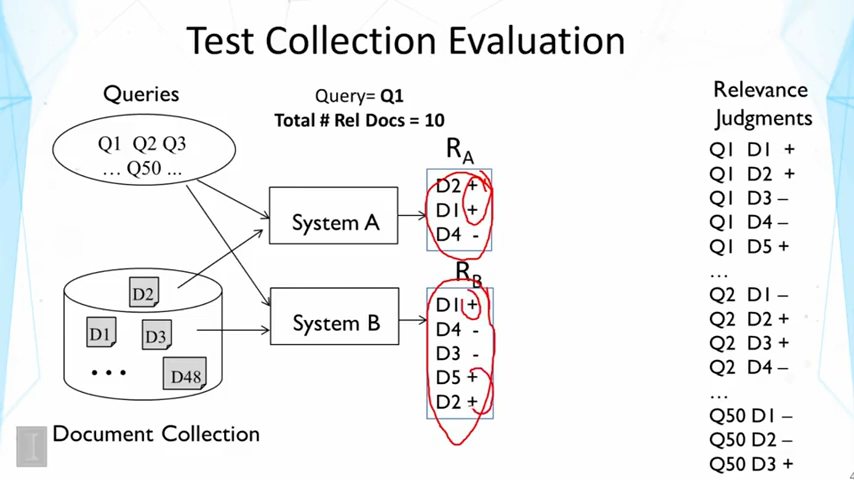 Test Collection Evaluation
Queries
Q1 Q2 Q3
... Q50 ...
Query= Q1
Total # Rel Docs = 10
System A
System B
D2
D1
D3
• • •
D48
Document Collection
RA
D2 +
D1 +
D4 -
RB
D1 +
D4 -
D3 -
D5 +
D2 +
Relevance
Judgments
Q1 D1 +
Q1 D2 +
Q1 D3 –
Q1 D4 –
Q1 D5 +
...
Q2 D1 –
Q2 D2 +
Q2 D3 +
Q2 D4 –
...
Q50 D1 –
Q50 D2 –
Q50 D3 +
I
4